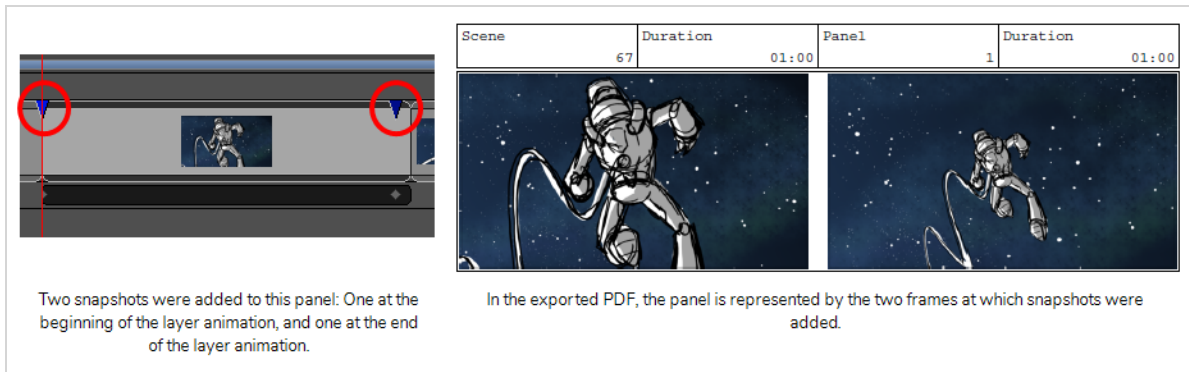 Scene Duration Panel Duration
67 01:00 1 01:00
Two snapshots were added to this panel: One at the
beginning of the layer animation, and one at the end
of the layer animation.
In the exported PDF, the panel is represented by the two frames at which snapshots were
added.